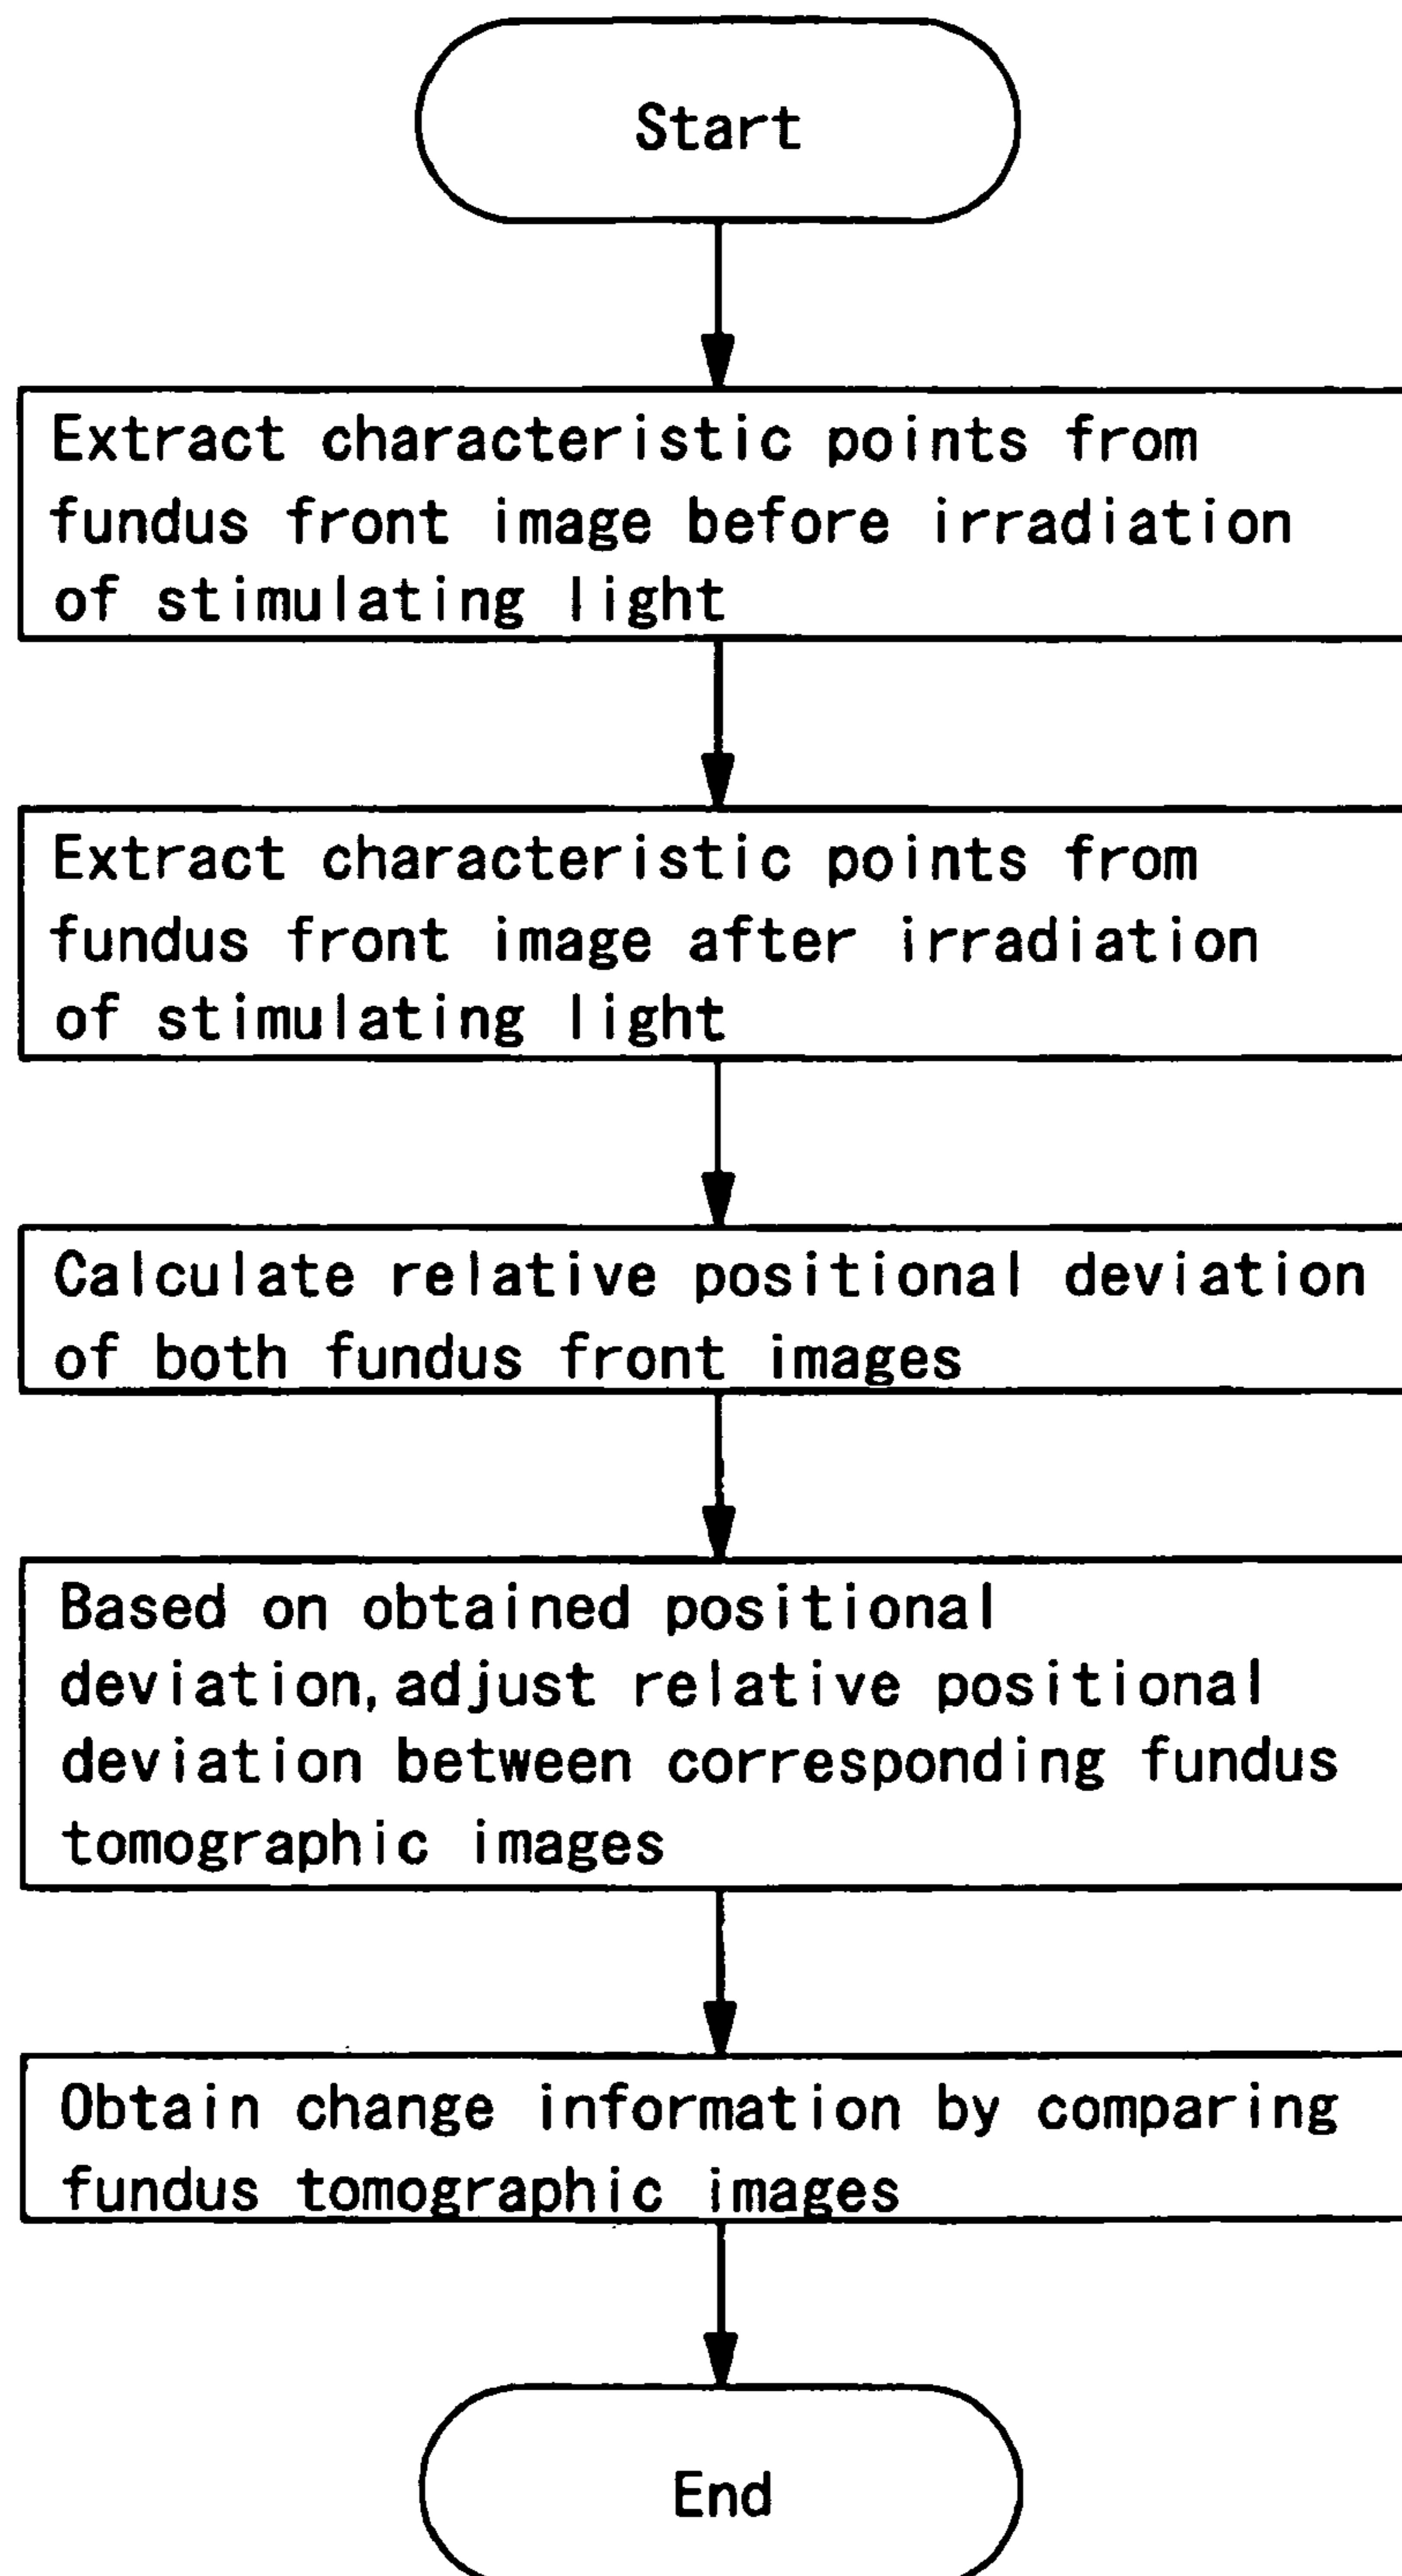 Start
Extract characteristic points from
fundus front image before irradiation
of stimulating light
Extract characteristic points from
fundus front image after irradiation
of stimulating light
Calculate relative positional deviation
of both fundus front images
Based on obtained positional
deviation, adjust relative positional
deviation between corresponding fundus
tomographic images
Obtain change information by comparing
fundus tomographic images
End